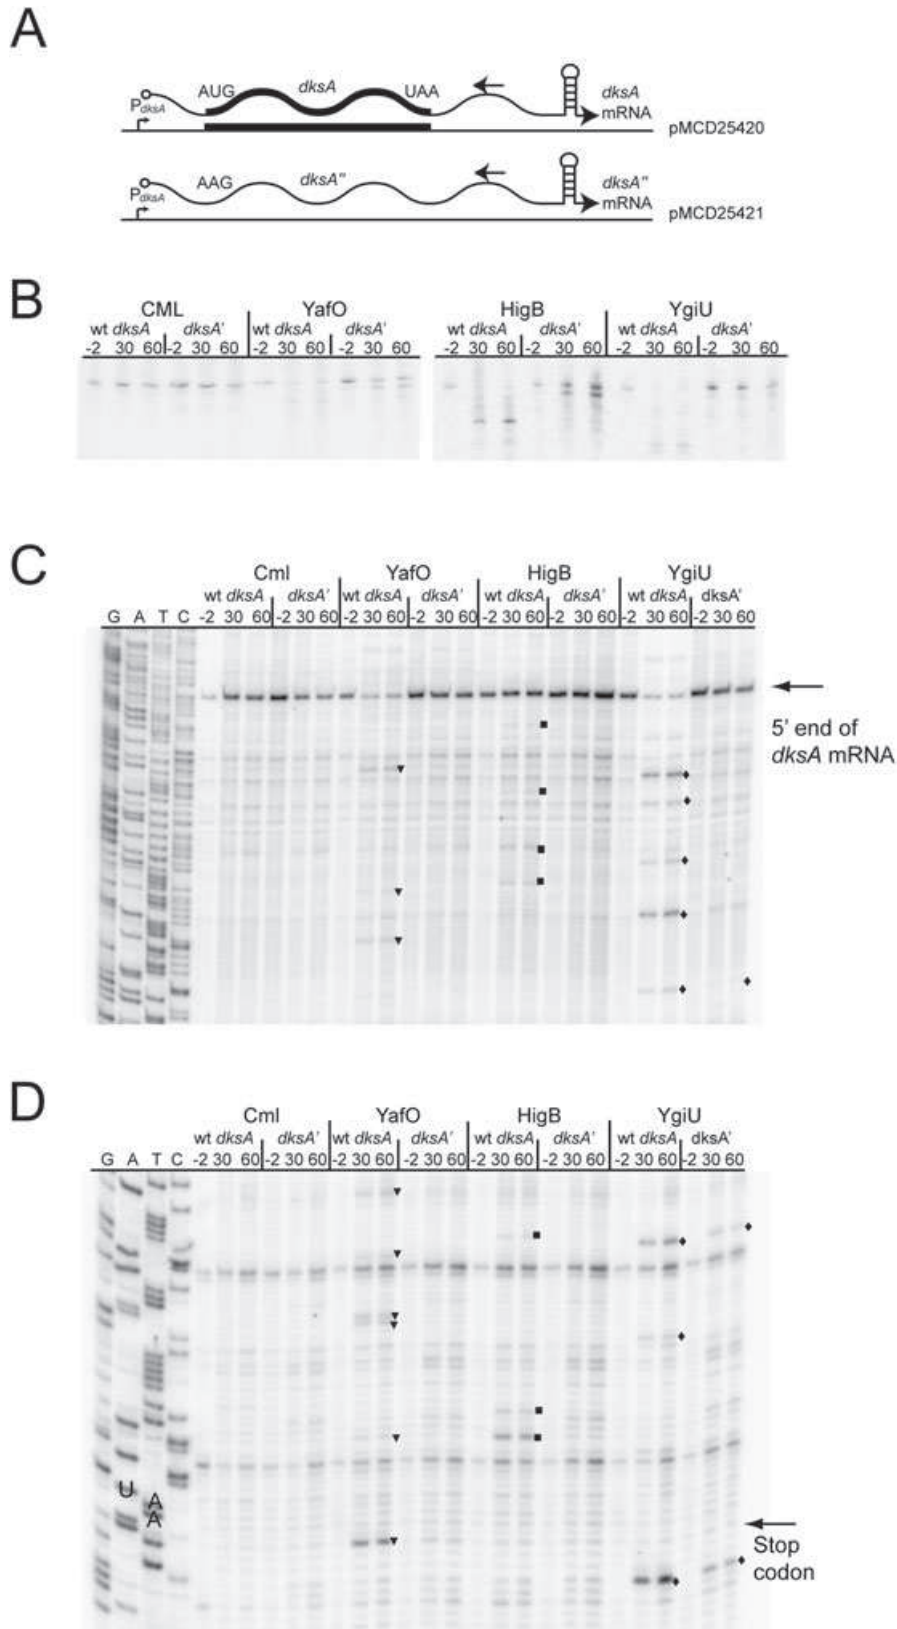 A
AUG dksA UAA dksA
PdksA mRNA
pMCD25420
AAG dksA" dksA"
PdksA mRNA
pMCD25421
B
CML YafO HigB YgiU
wt dksA dksA' wt dksA dksA' wt dksA dksA' wt dksA dksA'
-2 30 60 -2 30 60 -2 30 60 -2 30 60 -2 30 60 -2 30 60 -2 30 60 -2 30 60
C
Cml YafO HigB YgiU
wt dksA dksA' wt dksA dksA' wt dksA dksA' wt dksA dksA'
G A T C -2 30 60 -2 30 60 -2 30 60 -2 30 60 -2 30 60 -2 30 60 -2 30 60 -2 30 60
5' end of
dksA mRNA
D
Cml YafO HigB YgiU
wt dksA dksA' wt dksA dksA' wt dksA dksA' wt dksA dksA'
G A T C -2 30 60 -2 30 60 -2 30 60 -2 30 60 -2 30 60 -2 30 60 -2 30 60 -2 30 60
U A
A
Stop
codon